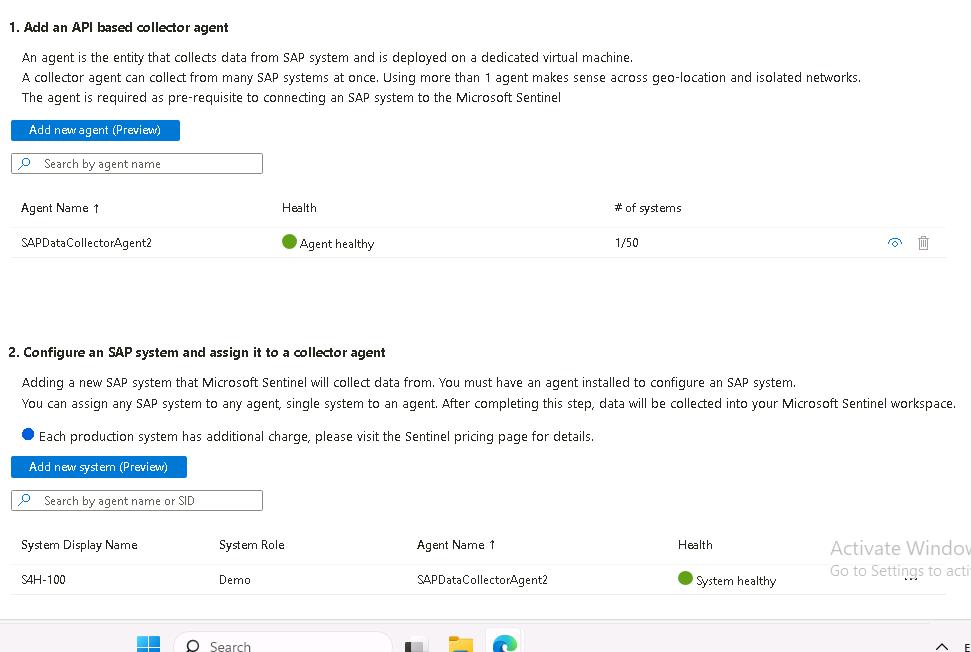 1. Add an API based collector agent
An agent is the entity that collects data from SAP system and is deployed on a dedicated virtual machine.
A collector agent can collect from many SAP systems at once. Using more than 1 agent makes sense across geo-location and isolated networks.
The agent is required as pre-requisite to connecting an SAP system to the Microsoft Sentinel
Add new agent (Preview)
Search by agent name
Agent Name ↑ Health # of systems
SAPDataCollectorAgent2 Agent healthy 1/50
2. Configure an SAP system and assign it to a collector agent
Adding a new SAP system that Microsoft Sentinel will collect data from. You must have an agent installed to configure an SAP system.
You can assign any SAP system to any agent, single system to an agent. After completing this step, data will be collected into your Microsoft Sentinel workspace.
Each production system has additional charge, please visit the Sentinel pricing page for details.
Add new system (Preview)
Search by agent name or SID
System Display Name System Role Agent Name ↑ Health
Activate Window
S4H-100 Demo SAPDataCollectorAgent2 System healthy
Go to Settings to acti
Search